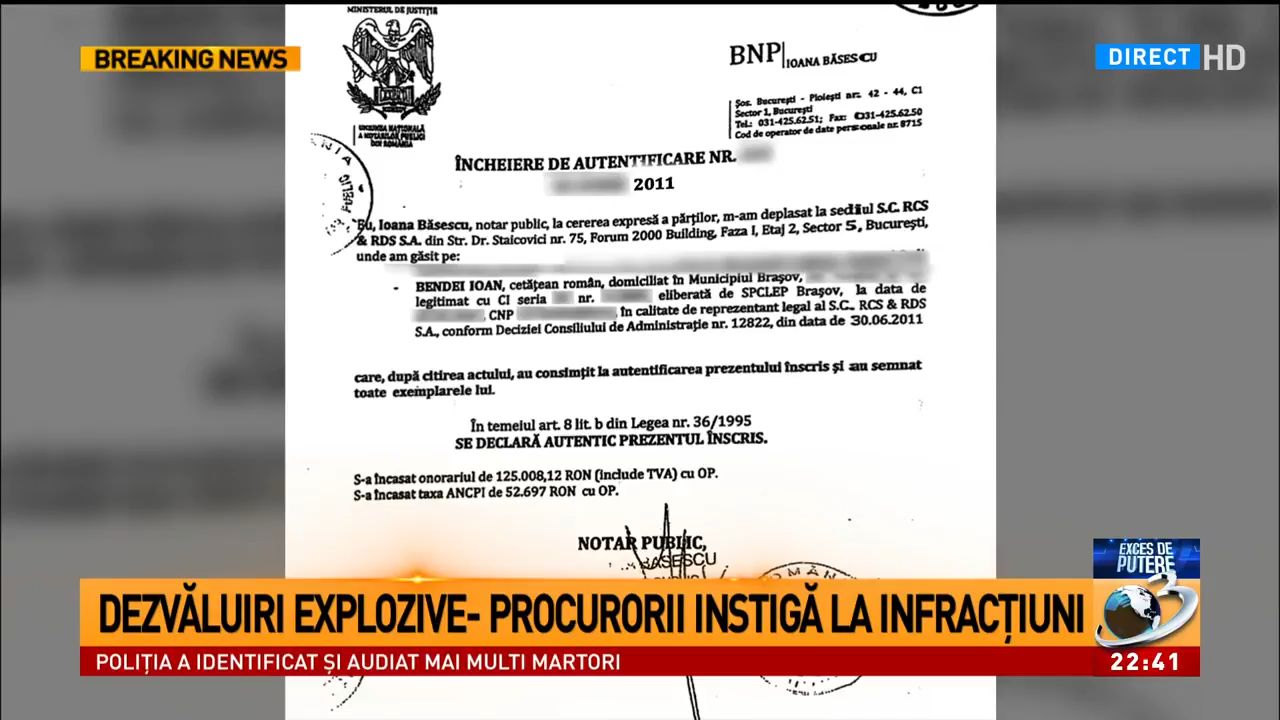 MINISTERUL DE JUSTIȚIE
BREAKING NEWS
DIRECT HD
BNP IOANA BĂSESCU
Șos. București - Ploiești nr. 42 - 44, C1
Sector 1, București
Tel.: 031-425.62.51; Fax: 031-425.62.50
Cod de operator de date personale nr. 8715
UNIUNEA NAȚIONALĂ
A NOTARILOR PUBLICI
DIN ROMÂNIA
ÎNCHEIERE DE AUTENTIFICARE NR.
2011
Eu, Ioana Băsescu, notar public, la cererea expresă a părților, m-am deplasat la sediul S.C. RCS
& RDS S.A. din Str. Dr. Staicovici nr. 75, Forum 2000 Building, Faza I, Etaj 2, Sector 5, București,
unde am găsit pe:
- BENDEI IOAN, cetățean român, domiciliat în Municipiul Brașov,
legitimat cu CI seria nr. eliberată de SPCLEP Brașov, la data de
, CNP , în calitate de reprezentant legal al S.C. RCS & RDS
S.A., conform Deciziei Consiliului de Administrație nr. 12822, din data de 30.06.2011
care, după citirea actului, au consimțit la autentificarea prezentului înscris și au semnat
toate exemplarele lui.
În temeiul art. 8 lit. b din Legea nr. 36/1995
SE DECLARĂ AUTENTIC PREZENTUL ÎNSCRIS.
S-a încasat onorariul de 125.008,12 RON (include TVA) cu OP.
S-a încasat taxa ANCPI de 52.697 RON cu OP.
NOTAR PUBLIC,
BĂSESCU
EXCES DE
PUTERE
DEZVĂLUIRI EXPLOZIVE- PROCURORII INSTIGĂ LA INFRACȚIUNI
POLIȚIA A IDENTIFICAT ȘI AUDIAT MAI MULTI MARTORI
22:41